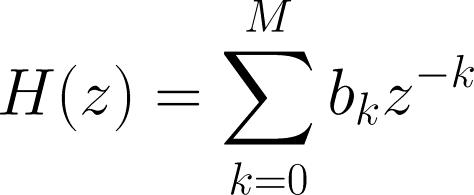 H(z) = \sum_{k=0}^{M} b_k z^{-k}